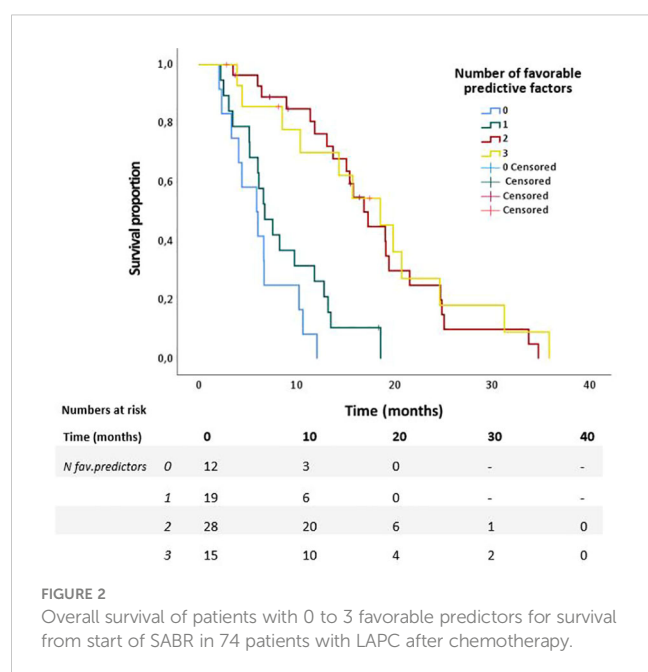 1,0
0,8
0,6
0,4
0,2
0,0
Survival proportion
Number of favorable
predictive factors
0
1
2
3
0 Censored
Censored
Censored
Censored
0 10 20 30 40
Numbers at risk Time (months)
Time (months) 0 10 20 30 40
N fav.predictors 0 12 3 0 - -
1 19 6 0 - -
2 28 20 6 1 0
3 15 10 4 2 0
FIGURE 2
Overall survival of patients with 0 to 3 favorable predictors for survival
from start of SABR in 74 patients with LAPC after chemotherapy.